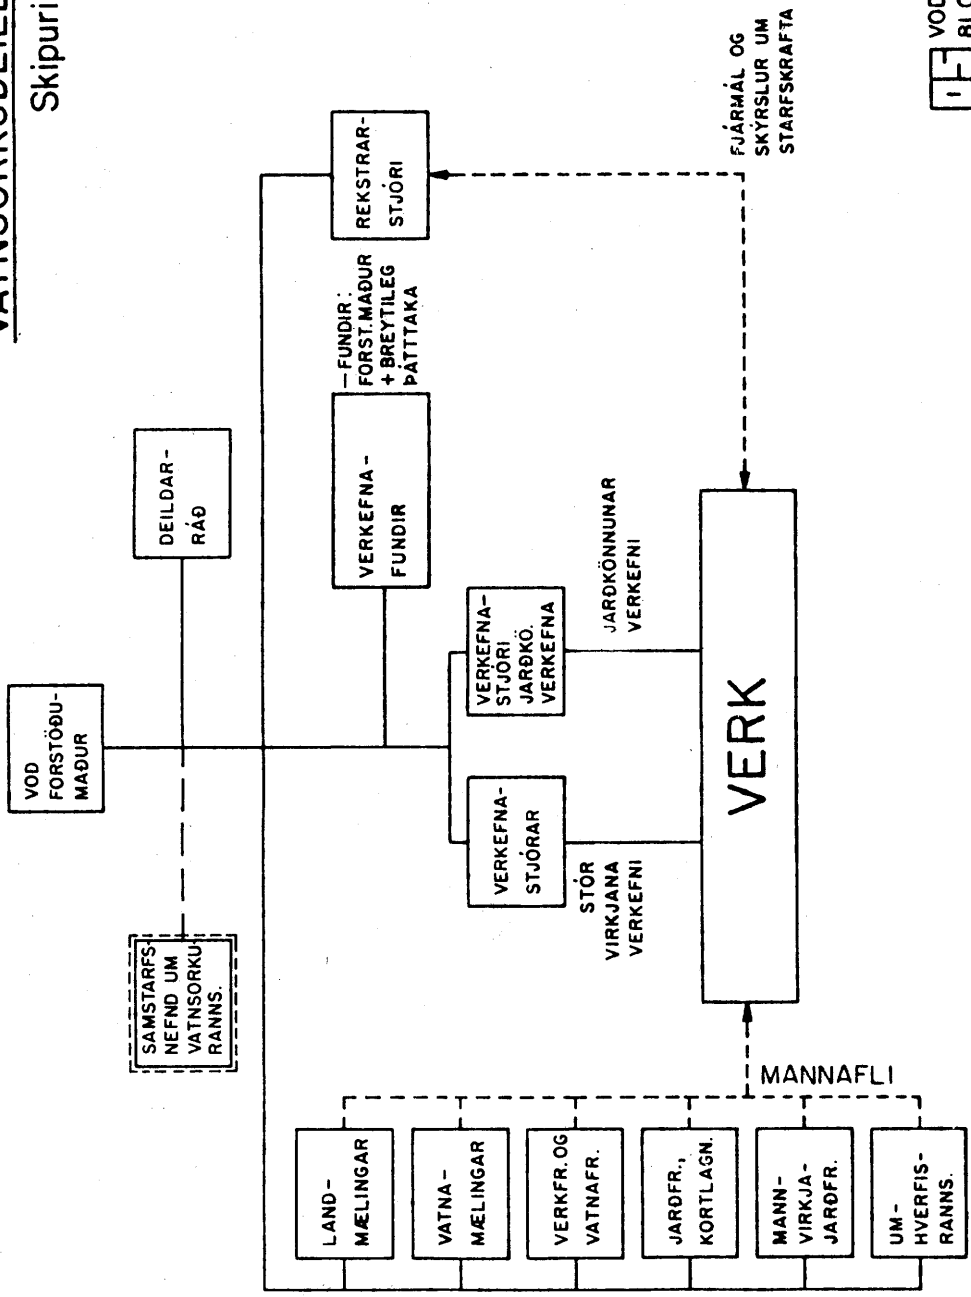 Skipuri
VOD
FORSTÖÐU-
MAÐUR
SAMSTARFS-
NEFND UM
VATNSORKU
RANNS.
DEILDAR-
RÁÐ
VERKEFNA-
FUNDIR
— FUNDIR:
FORST.MAÐUR
+ BREYTILEG
ÞÁTTTAKA
REKSTRAR-
STJÓRI
VERKEFNA-
STJÓRAR
VERKEFNA-
STJÓRI
JARÐKÖ.
VERKEFNA
STÓR
VIRKJANA
VERKEFNI
JARÐKÖNNUNAR
VERKEFNI
VERK
FJÁRMÁL OG
SKÝRSLUR UM
STARFSKRAFTA
MANNAFLI
LAND-
MÆLINGAR
VATNA-
MÆLINGAR
VERKFR. OG
VATNAFR.
JARÐFR.,
KORTLAGN.
MANN-
VIRKJA-
JARÐFR.
UM-
HVERFIS-
RANNS.
VOD